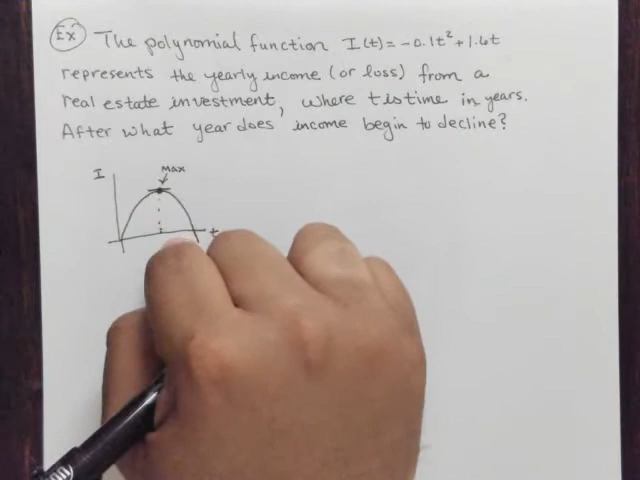 Ex The polynomial function I(t) = -0.1t² + 1.6t
represents the yearly income (or loss) from a
real estate investment, where t is time in years.
After what year does income begin to decline?
MAX
I
t